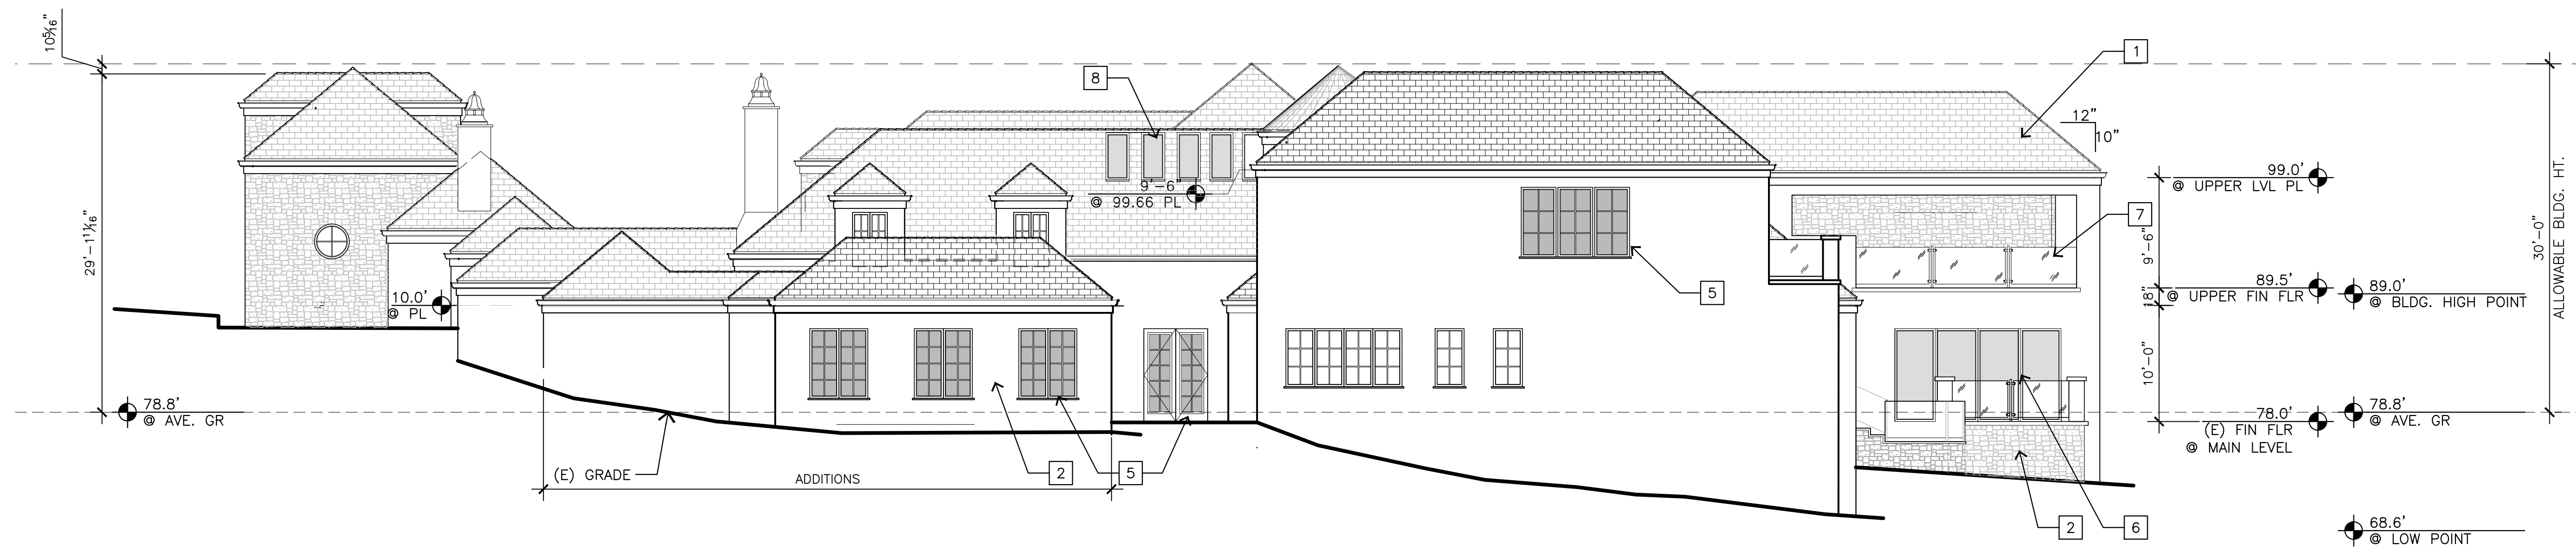 10 5/16"
29'-1 11/16"
78.8'
@ AVE. GR
10.0'
@ PL
(E) GRADE
ADDITIONS
8
9'-6"
@ 99.66 PL
2
5
5
1
12"
10"
7
99.0'
@ UPPER LVL PL
9'-6"
89.5'
@ UPPER FIN FLR
18"
89.0'
@ BLDG. HIGH POINT
10'-0"
78.0'
(E) FIN FLR
@ MAIN LEVEL
78.8'
@ AVE. GR
30'-0"
ALLOWABLE BLDG. HT.
2
6
68.6'
@ LOW POINT